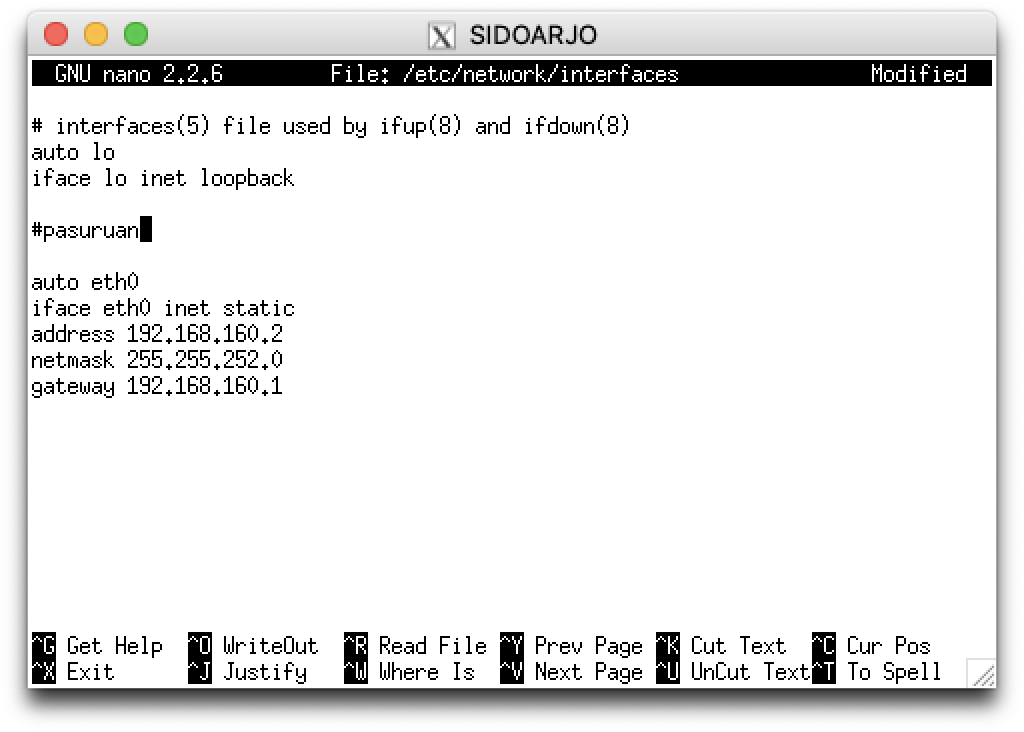 SIDOARJO
GNU nano 2.2.6 File: /etc/network/interfaces Modified
# interfaces(5) file used by ifup(8) and ifdown(8)
auto lo
iface lo inet loopback
#pasuruan
auto eth0
iface eth0 inet static
address 192.168.160.2
netmask 255.255.252.0
gateway 192.168.160.1
^G Get Help ^O WriteOut ^R Read File ^Y Prev Page ^K Cut Text ^C Cur Pos
^X Exit ^J Justify ^W Where Is ^V Next Page ^U UnCut Text ^T To Spell